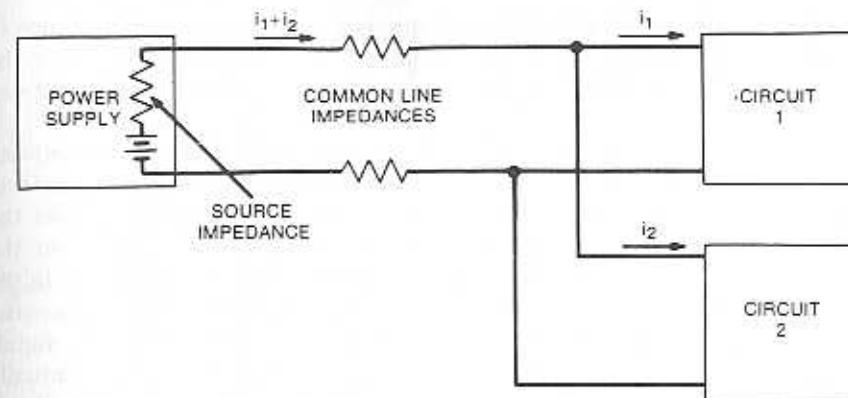 i₁+i₂
i₁
POWER
SUPPLY
COMMON LINE
IMPEDANCES
CIRCUIT
1
SOURCE
IMPEDANCE
i₂
CIRCUIT
2